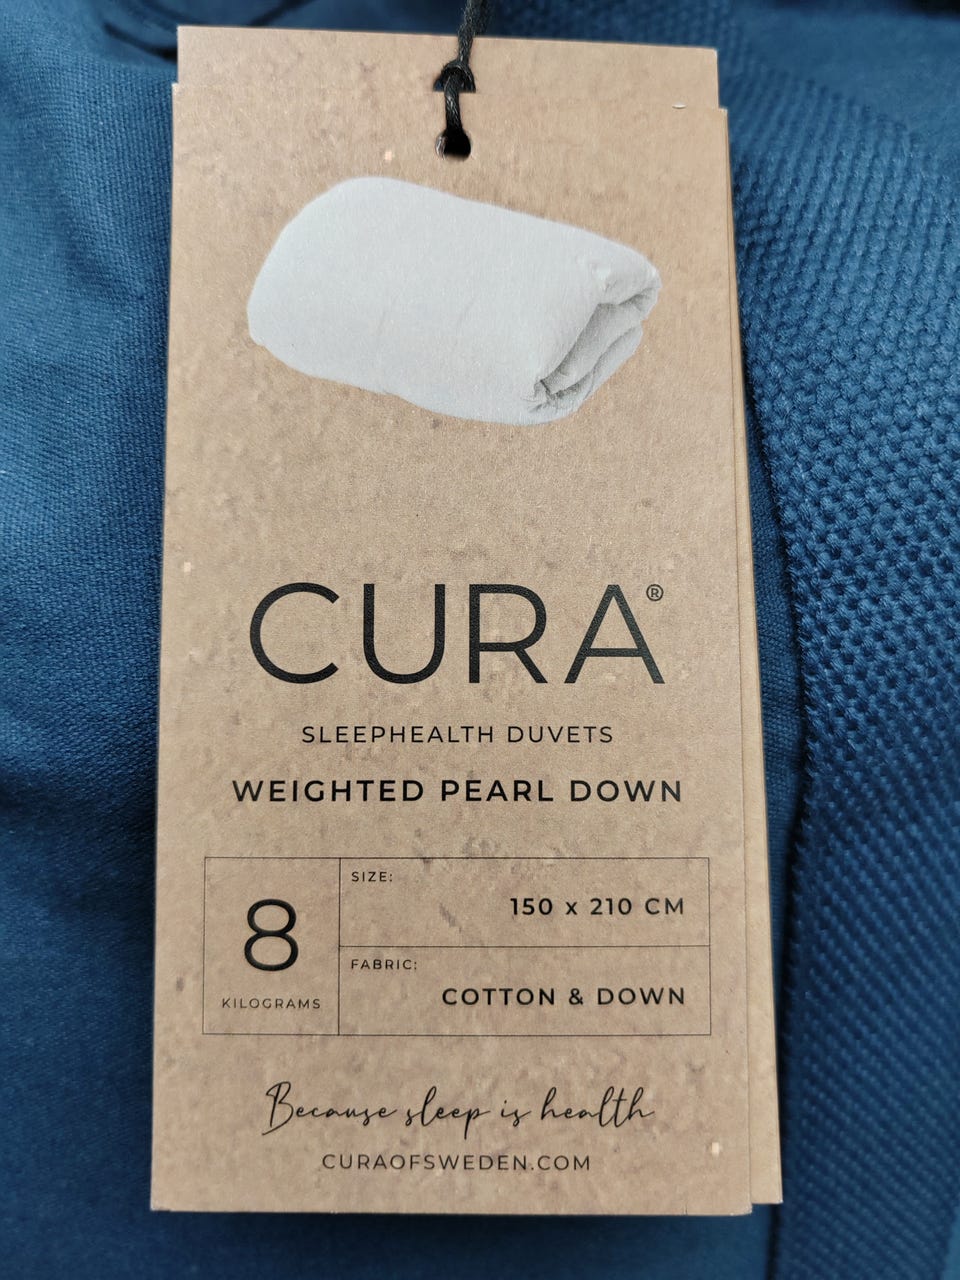 CURA®
SLEEPHEALTH DUVETS
WEIGHTED PEARL DOWN
8
KILOGRAMS
SIZE:
150 x 210 CM
FABRIC:
COTTON & DOWN
Because sleep is health
CURAOFSWEDEN.COM